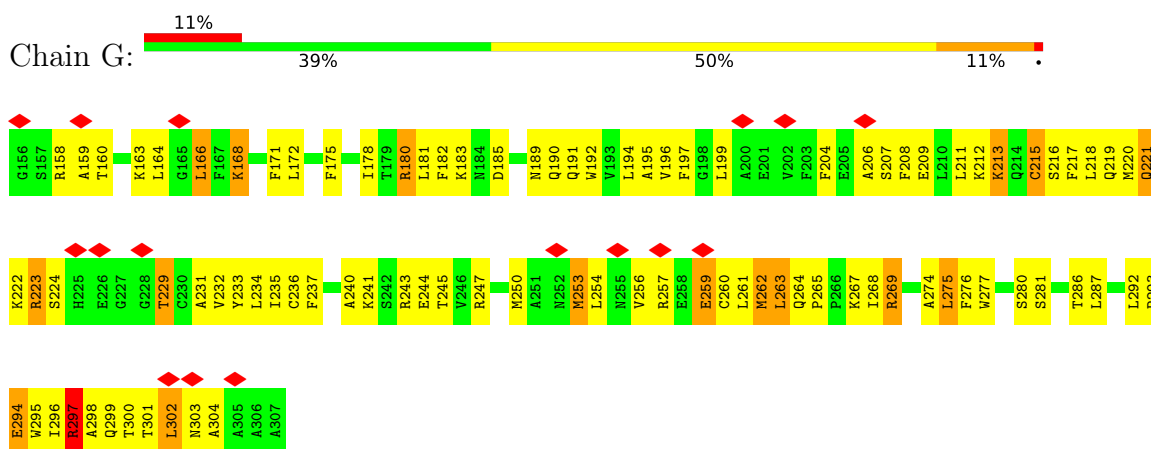 11%
Chain G:
39% 50% 11% •
G156 S157 R158 A159 T160 K163 L164 G165 L166 F167 K168 F171 L172 F175 I178 T179 R180 L181 F182 K183 N184 D185 N189 Q190 Q191 W192 V193 L194 A195 V196 F197 G198 L199 A200 E201 V202 F203 F204 E205 A206 S207 F208 E209 L210 L211 K212 K213 Q214 C215 S216 F217 L218 Q219 M220 Q221
K222 R223 S224 H225 E226 G227 G228 T229 C230 A231 V232 Y233 L234 I235 C236 F237 A240 K241 S242 R243 E244 T245 V246 R247 M250 A251 N252 M253 L254 N255 V256 R257 E258 E259 C260 L261 M262 L263 Q264 P265 P266 K267 I268 R269 A274 L275 F276 W277 S280 S281 T286 L287 L292
E294 W295 I296 R297 A298 Q299 T300 T301 L302 N303 A304 A305 A306 A307